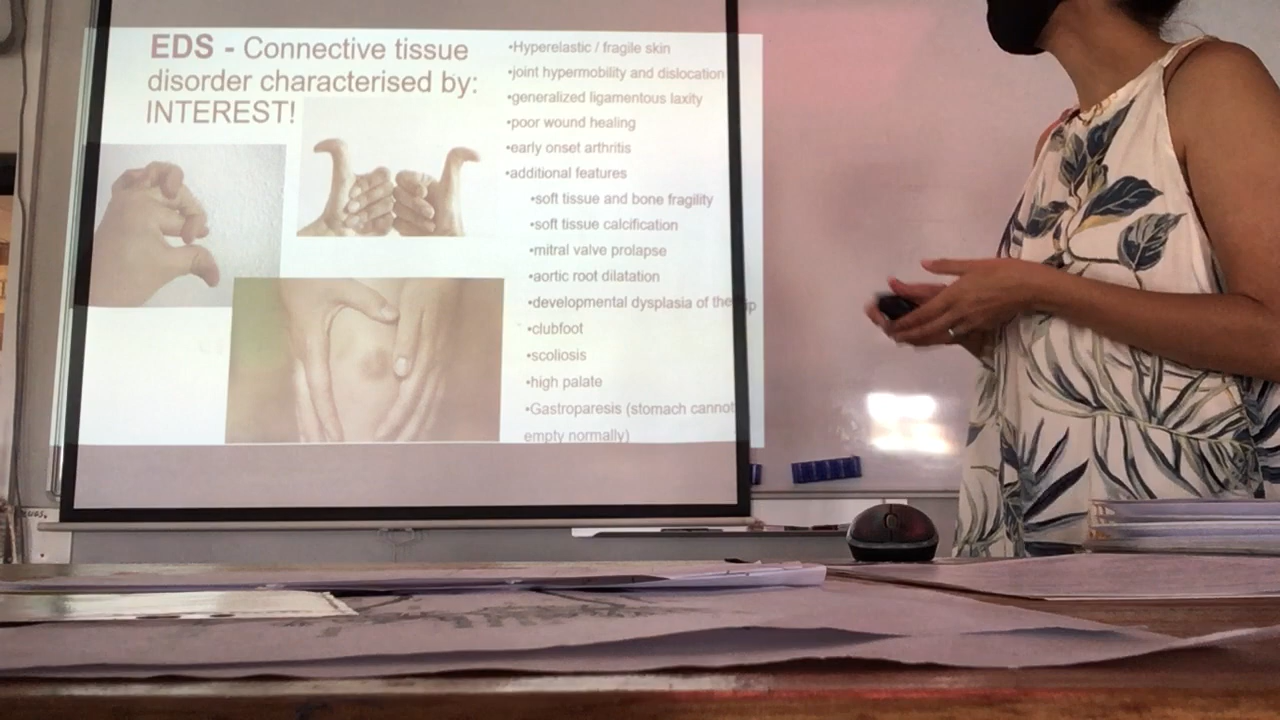 EDS - Connective tissue
disorder characterised by:
INTEREST!
•Hyperelastic / fragile skin
•joint hypermobility and dislocation
•generalized ligamentous laxity
•poor wound healing
•early onset arthritis
•additional features
•soft tissue and bone fragility
•soft tissue calcification
•mitral valve prolapse
•aortic root dilatation
•developmental dysplasia of the
•clubfoot
•scoliosis
•high palate
•Gastroparesis (stomach cannot
empty normally)